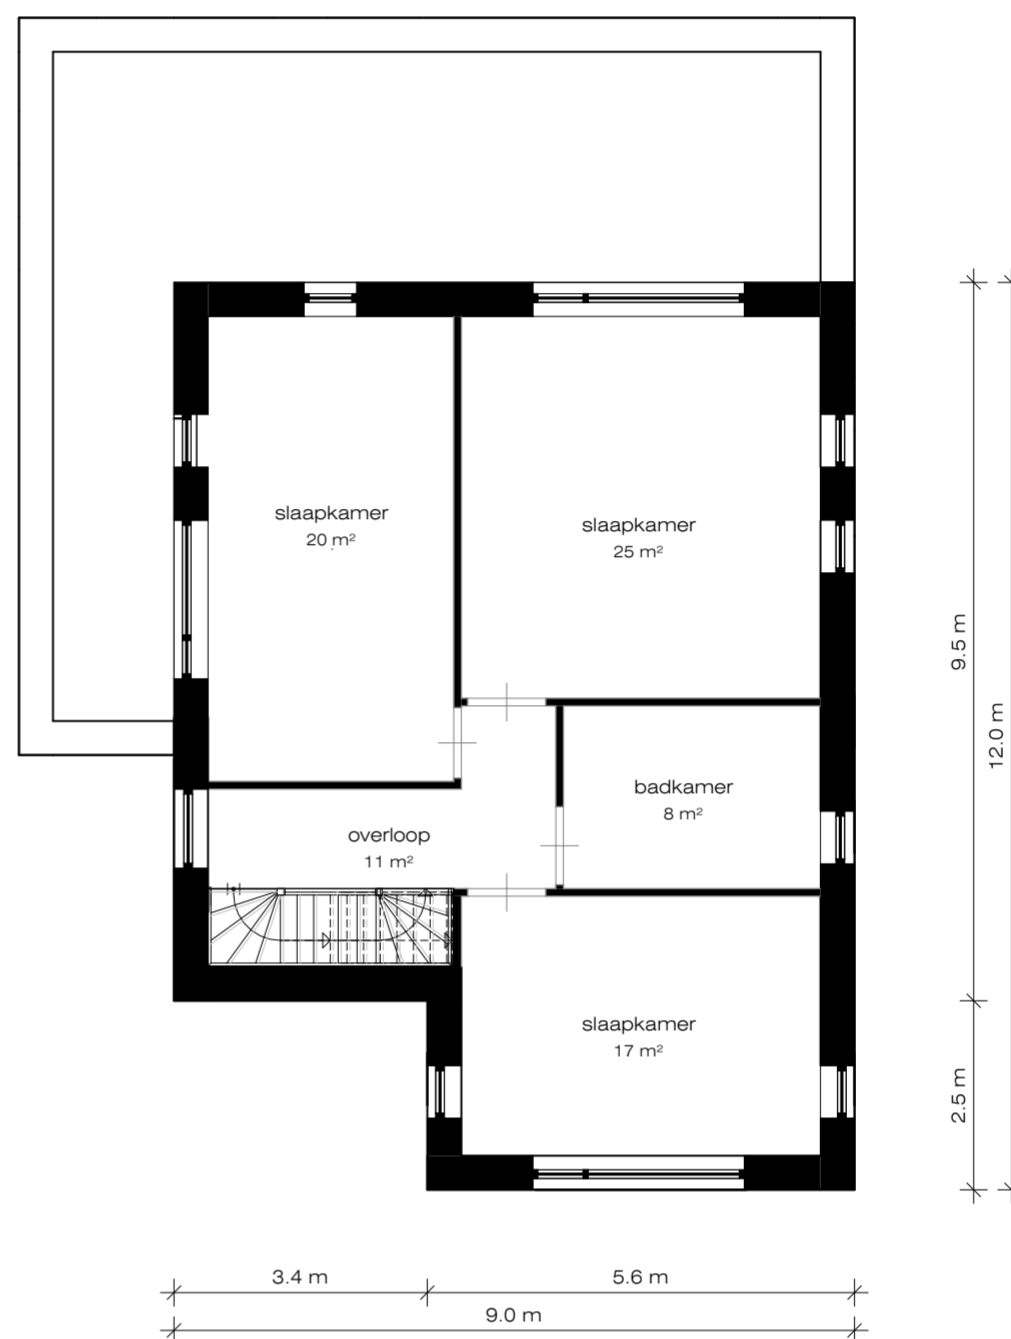 slaapkamer
20 m²
slaapkamer
25 m²
9.5 m
12.0 m
badkamer
8 m²
overloop
11 m²
slaapkamer
17 m²
2.5 m
3.4 m
5.6 m
9.0 m